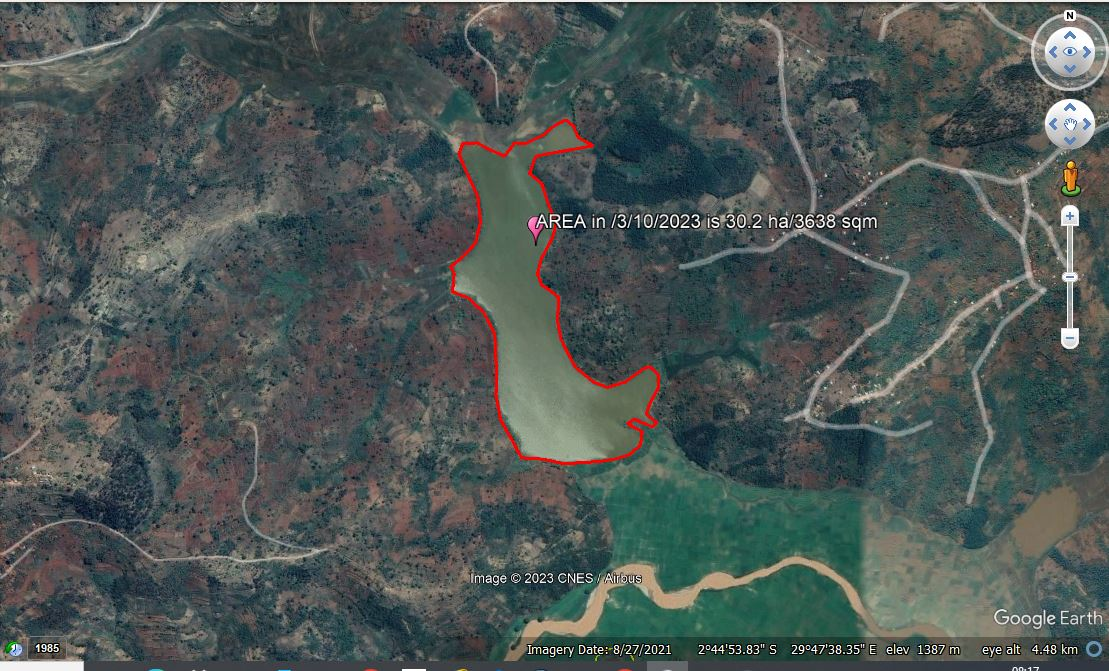 N
AREA in /3/10/2023 is 30.2 ha/3638 sqm
Image © 2023 CNES / Airbus
Google Earth
1985
Imagery Date: 8/27/2021 2°44'53.83" S 29°47'38.35" E elev 1387 m eye alt 4.48 km